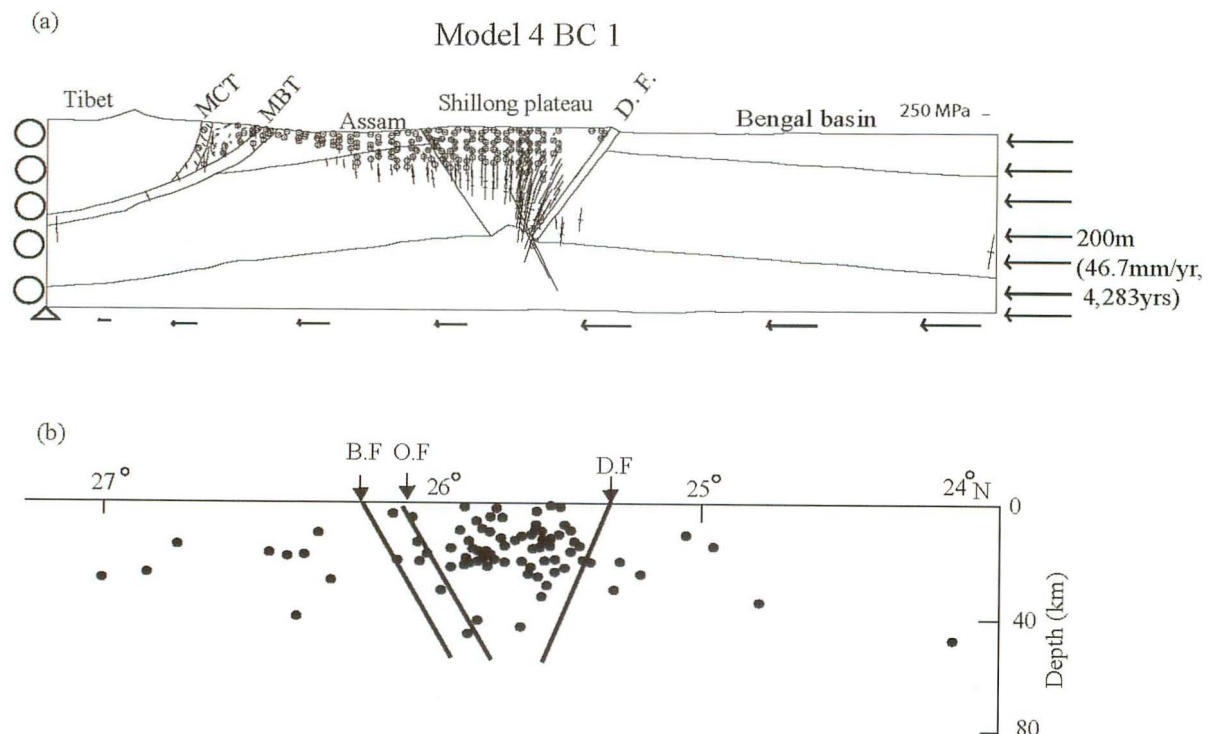 (a)
Model 4 BC 1
Tibet
MCT
MBT
Assam
Shillong plateau
D. F.
Bengal basin
250 MPa
200m
(46.7mm/yr,
4,283yrs)
(b)
B.F O.F D.F
27° 26° 25° 24°N
0
40
80
Depth (km)